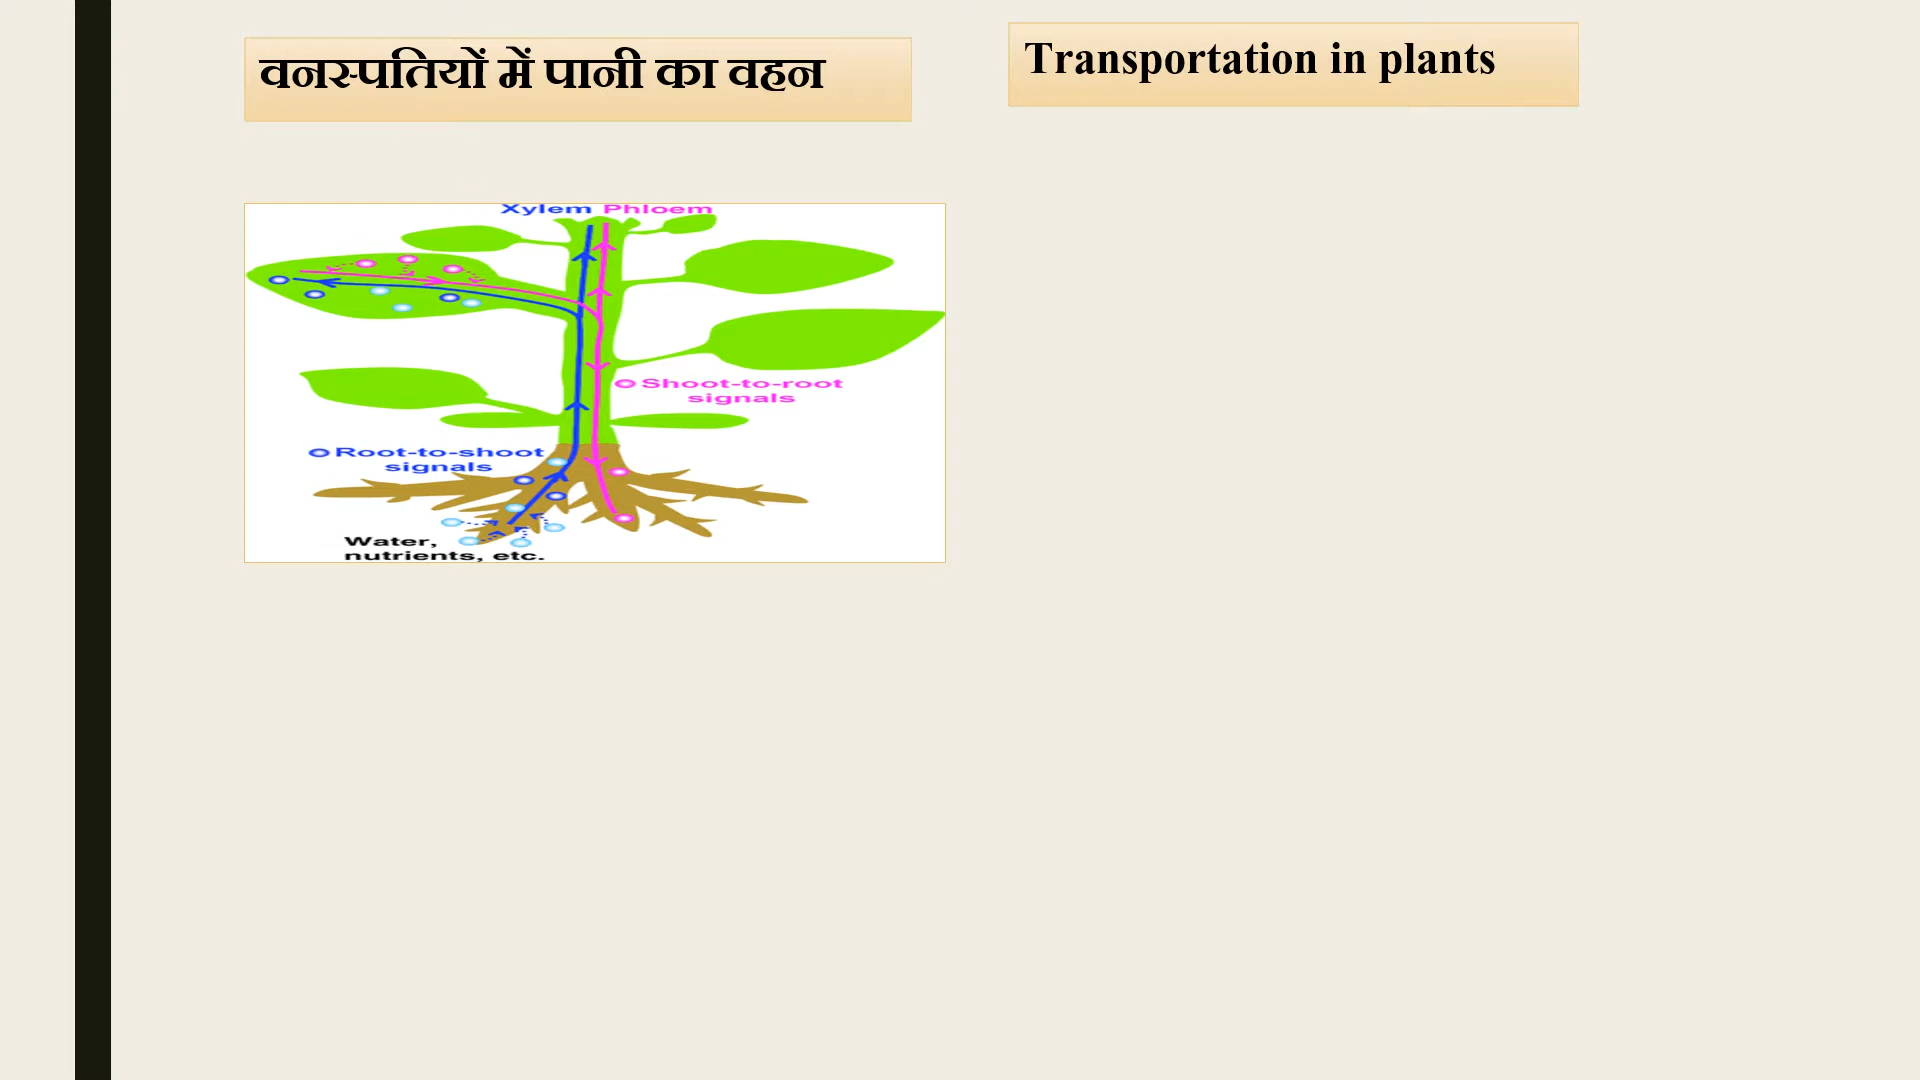 वनस्पतियों में पानी का वहन
Transportation in plants
Xylem Phloem
Shoot-to-root
signals
Root-to-shoot
signals
Water,
nutrients, etc.